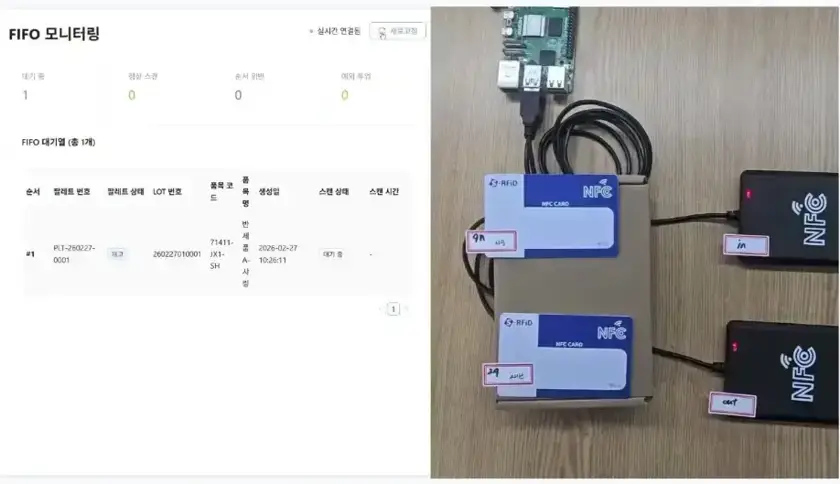 FIFO 모니터링
실시간 연결됨
새로고침
대기 중
정상 스캔
순서 위반
예외 투입
1
0
0
0
FIFO 대기열 (총 1개)
순서 팔레트 번호 팔레트 상태 LOT 번호 품목 코드 품목명 생성일 스캔 상태 스캔 시간
#1 PLT-260227-0001 재고 260227010001 71411-JX1-SH 반제품A-사링 2026-02-27 10:26:11 대기 중 -
1
RFiD
NFC
NFC CARD
RFiD
NFC
NFC CARD
NFC
in
NFC
out